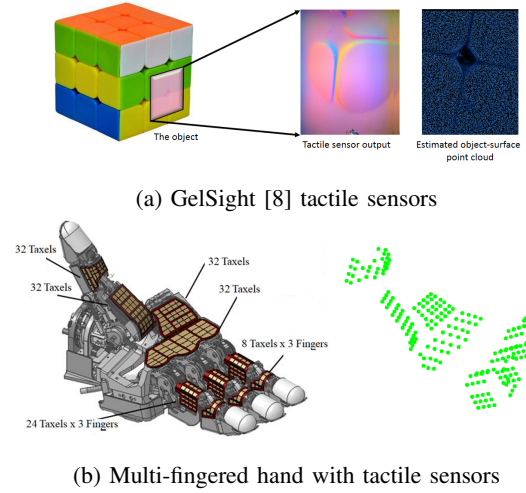 The object
Tactile sensor output
Estimated object-surface
point cloud
(a) GelSight [8] tactile sensors
32 Taxels
32 Taxels
32 Taxels
32 Taxels
8 Taxels x 3 Fingers
24 Taxels x 3 Fingers
(b) Multi-fingered hand with tactile sensors